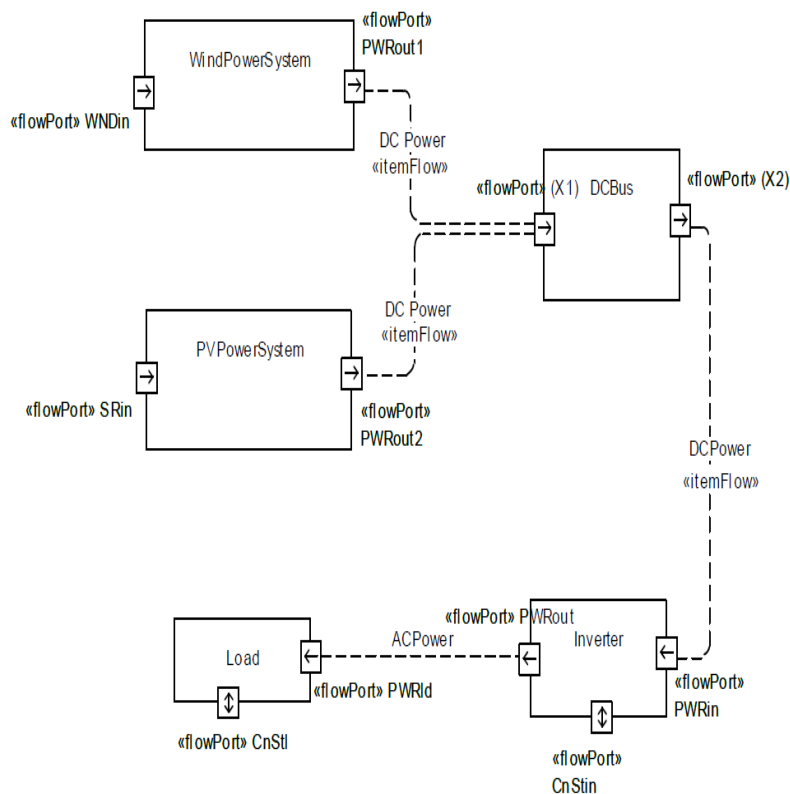 «flowPort»
PWRout1
WindPowerSystem
«flowPort» WNDin
DC Power
«itemFlow»
«flowPort» (X1)
DCBus
«flowPort» (X2)
DC Power
«itemFlow»
PVPowerSystem
«flowPort» SRin
«flowPort»
PWRout2
DCPower
«itemFlow»
«flowPort» PWRout
ACPower
Inverter
Load
«flowPort» PWRld
«flowPort»
PWRin
«flowPort» CnStl
«flowPort»
CnStin